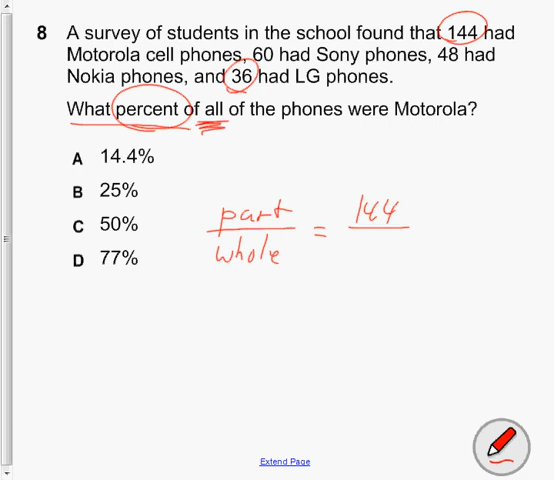 8 A survey of students in the school found that 144 had
Motorola cell phones, 60 had Sony phones, 48 had
Nokia phones, and 36 had LG phones.
What percent of all of the phones were Motorola?
A 14.4%
B 25%
C 50%
D 77%
part = 144
whole
Extend Page